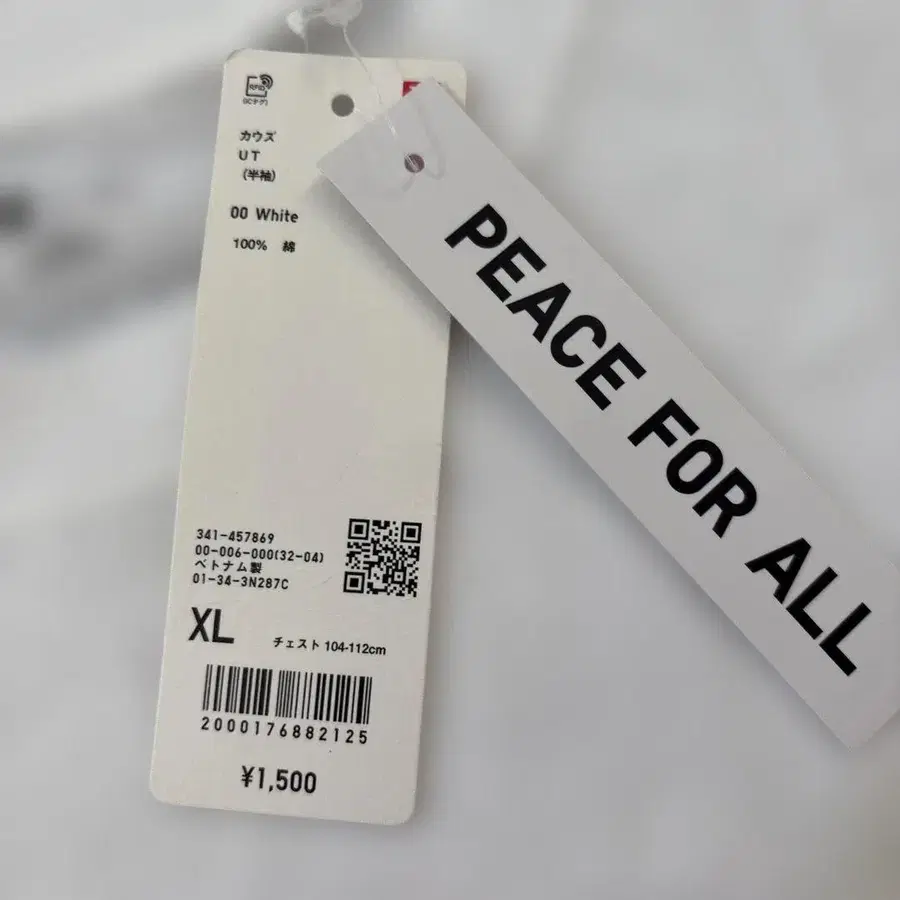 RFID
(ICタグ)
カウズ
UT
(半袖)
00 White
100% 綿
341-457869
00-006-000(32-04)
ベトナム製
01-34-3N287C
XL チェスト 104-112cm
2000176882125
¥1,500
PEACE FOR ALL